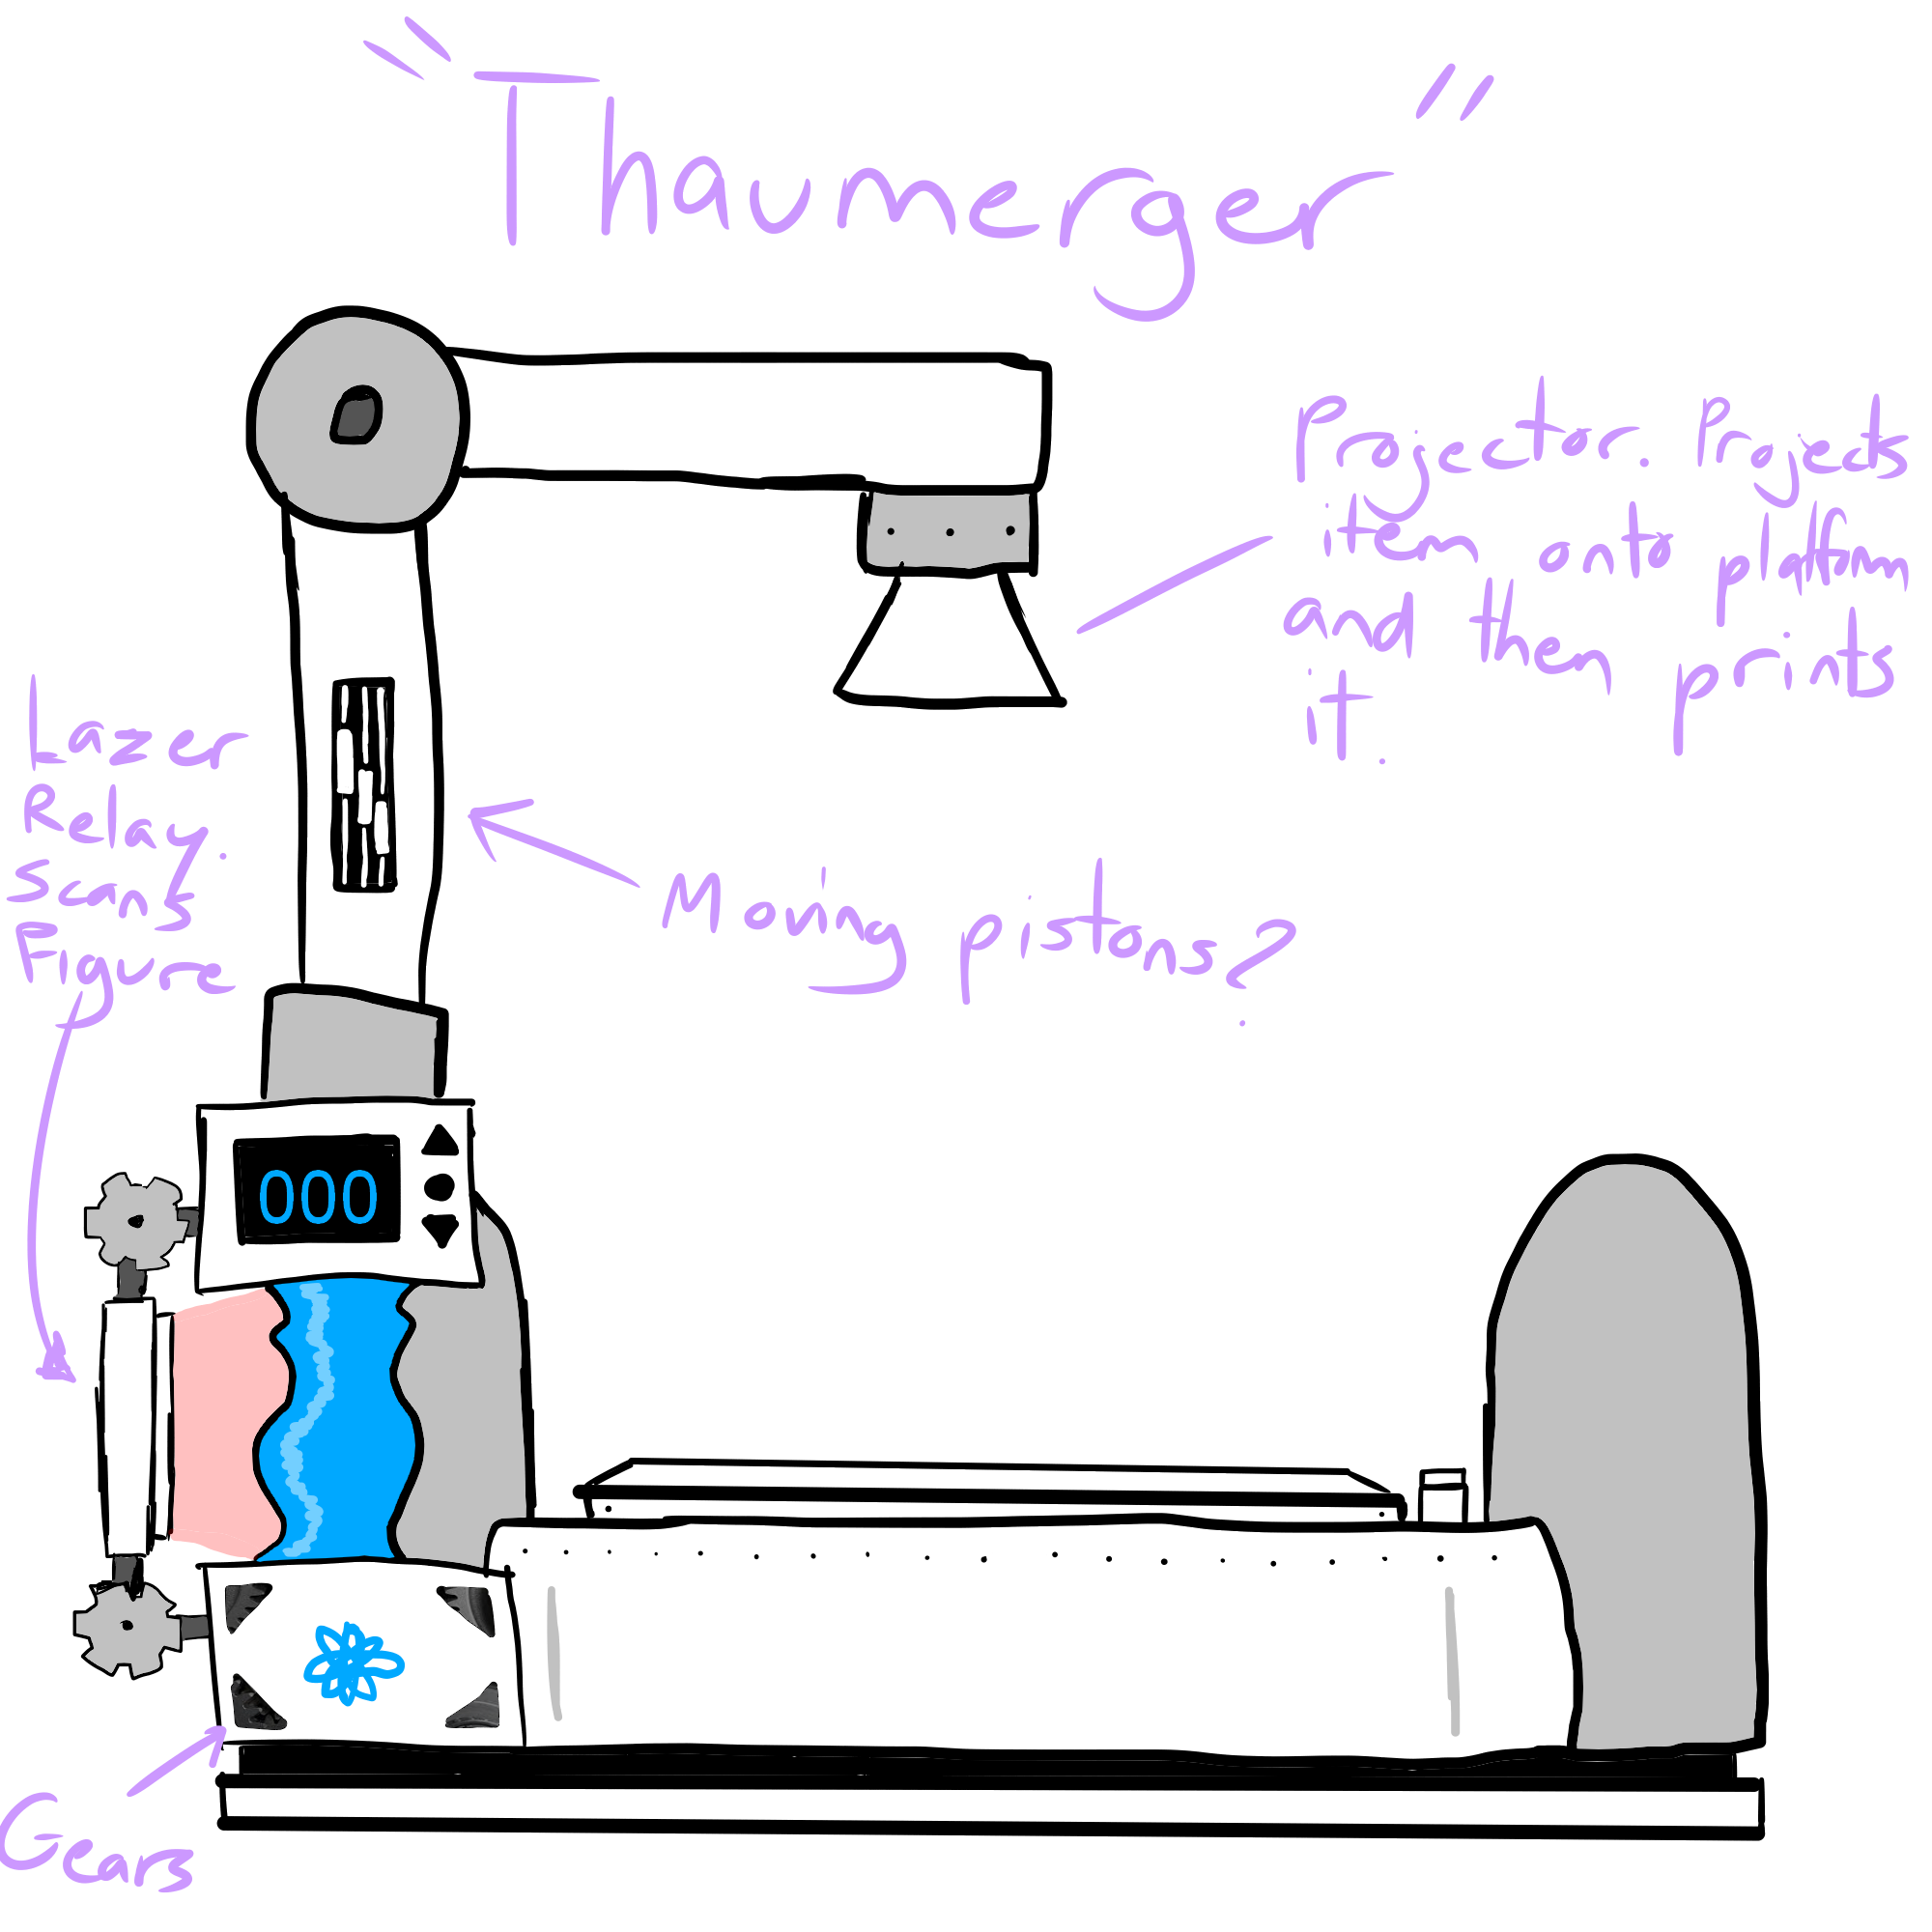 "Thaumerger"
Projector. Projects
item onto platform
and then prints
it.
Lazer
Relay.
Scans
Figure
Moving pistons?
000
Gears